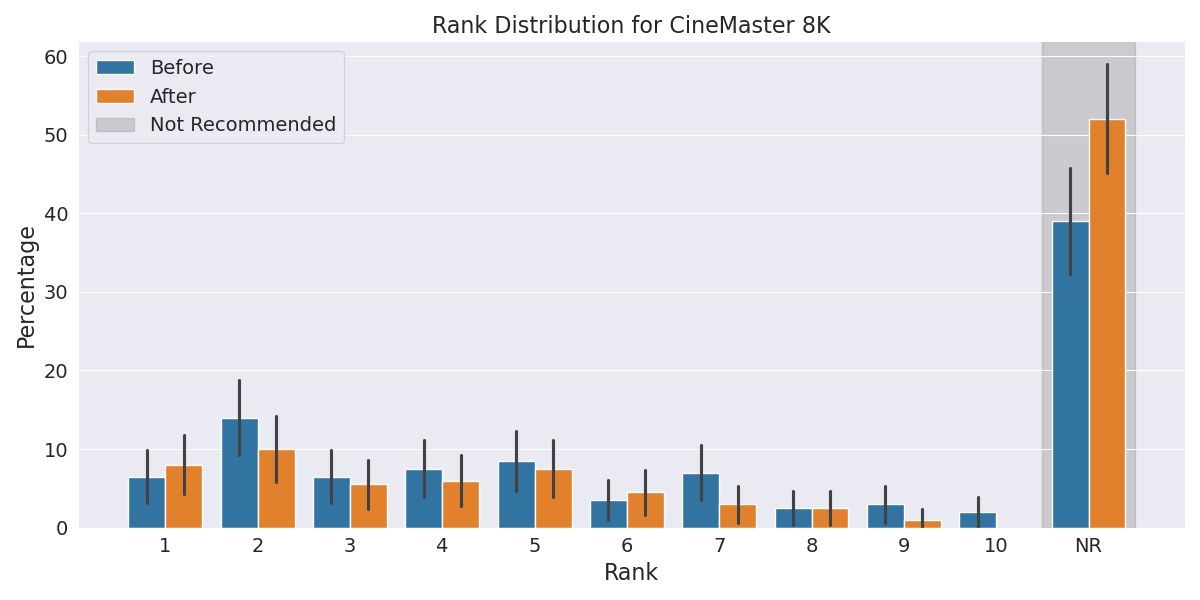 Rank Distribution for CineMaster 8K
Before
After
Not Recommended
Percentage
60
50
40
30
20
10
0
1 2 3 4 5 6 7 8 9 10 NR
Rank